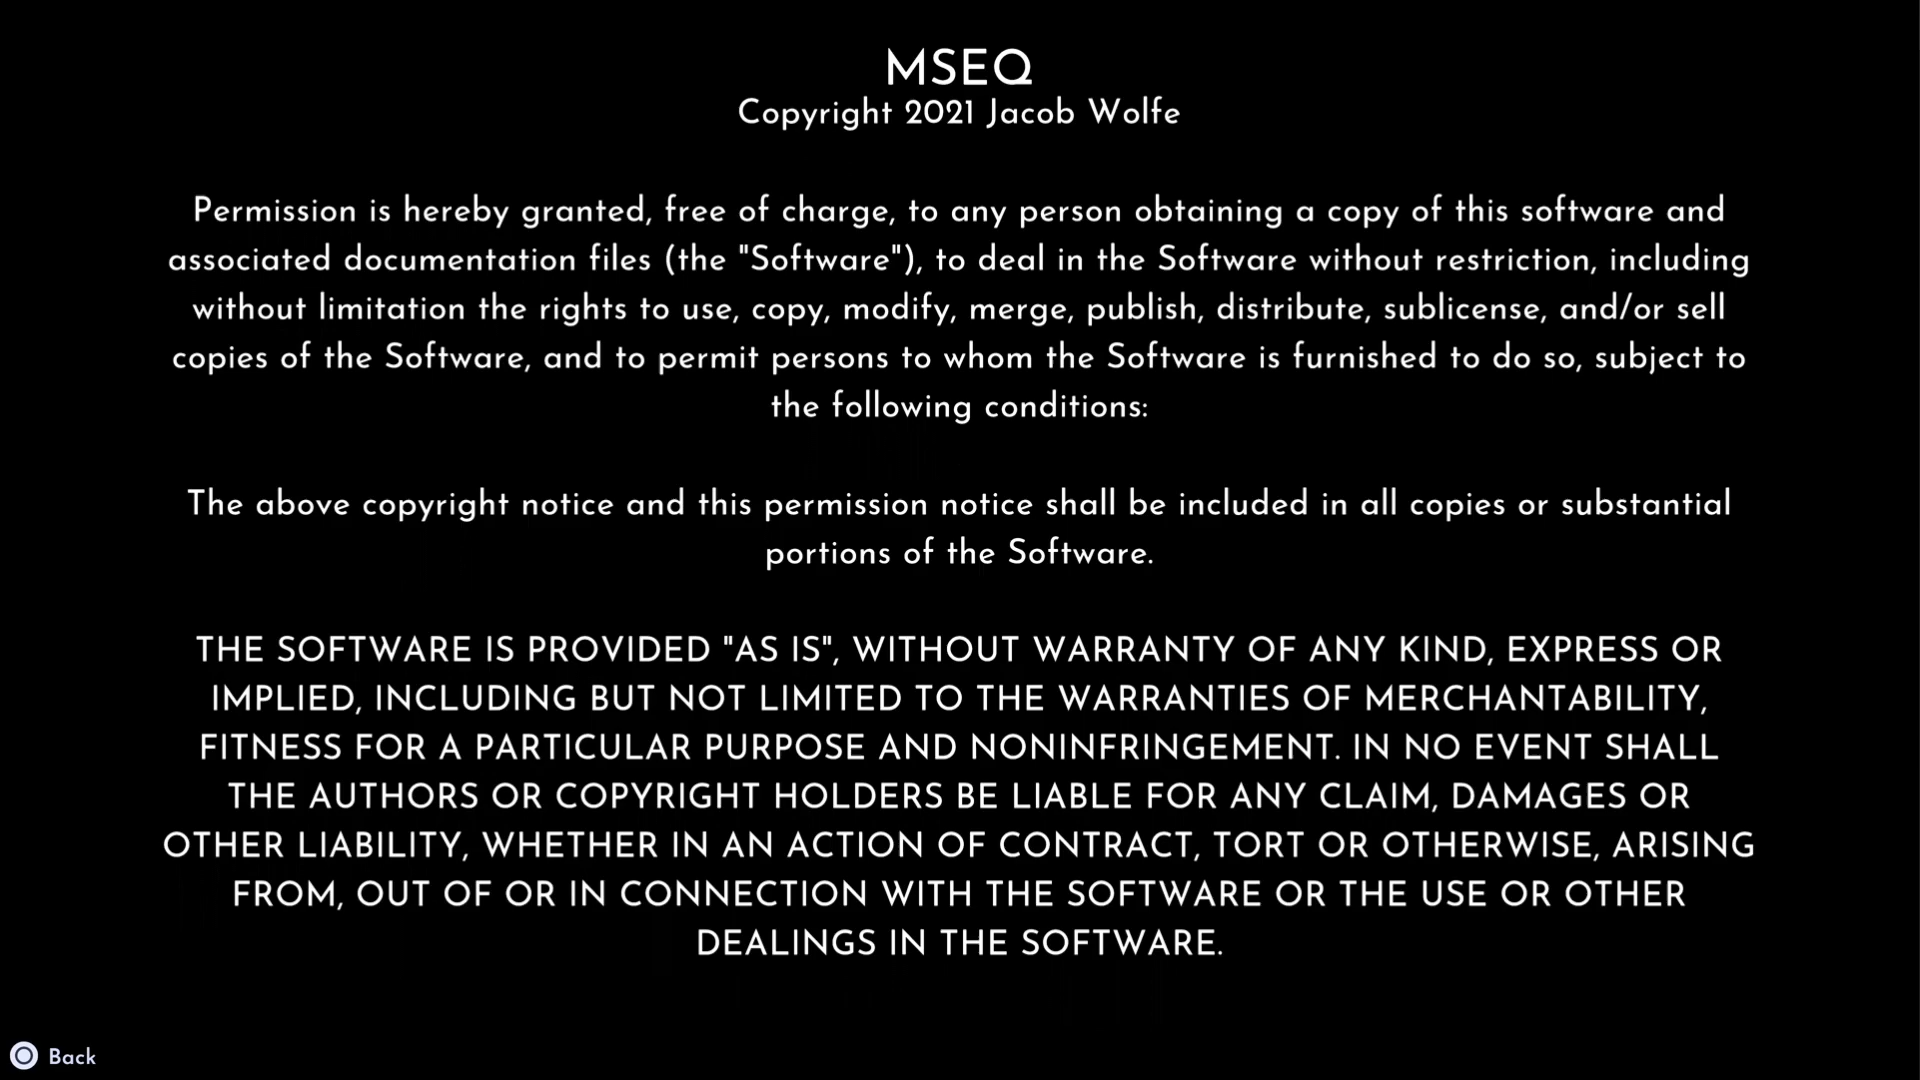 MSEQ
Copyright 2021 Jacob Wolfe
Permission is hereby granted, free of charge, to any person obtaining a copy of this software and
associated documentation files (the "Software"), to deal in the Software without restriction, including
without limitation the rights to use, copy, modify, merge, publish, distribute, sublicense, and/or sell
copies of the Software, and to permit persons to whom the Software is furnished to do so, subject to
the following conditions:
The above copyright notice and this permission notice shall be included in all copies or substantial
portions of the Software.
THE SOFTWARE IS PROVIDED "AS IS", WITHOUT WARRANTY OF ANY KIND, EXPRESS OR
IMPLIED, INCLUDING BUT NOT LIMITED TO THE WARRANTIES OF MERCHANTABILITY,
FITNESS FOR A PARTICULAR PURPOSE AND NONINFRINGEMENT. IN NO EVENT SHALL
THE AUTHORS OR COPYRIGHT HOLDERS BE LIABLE FOR ANY CLAIM, DAMAGES OR
OTHER LIABILITY, WHETHER IN AN ACTION OF CONTRACT, TORT OR OTHERWISE, ARISING
FROM, OUT OF OR IN CONNECTION WITH THE SOFTWARE OR THE USE OR OTHER
DEALINGS IN THE SOFTWARE.
Back